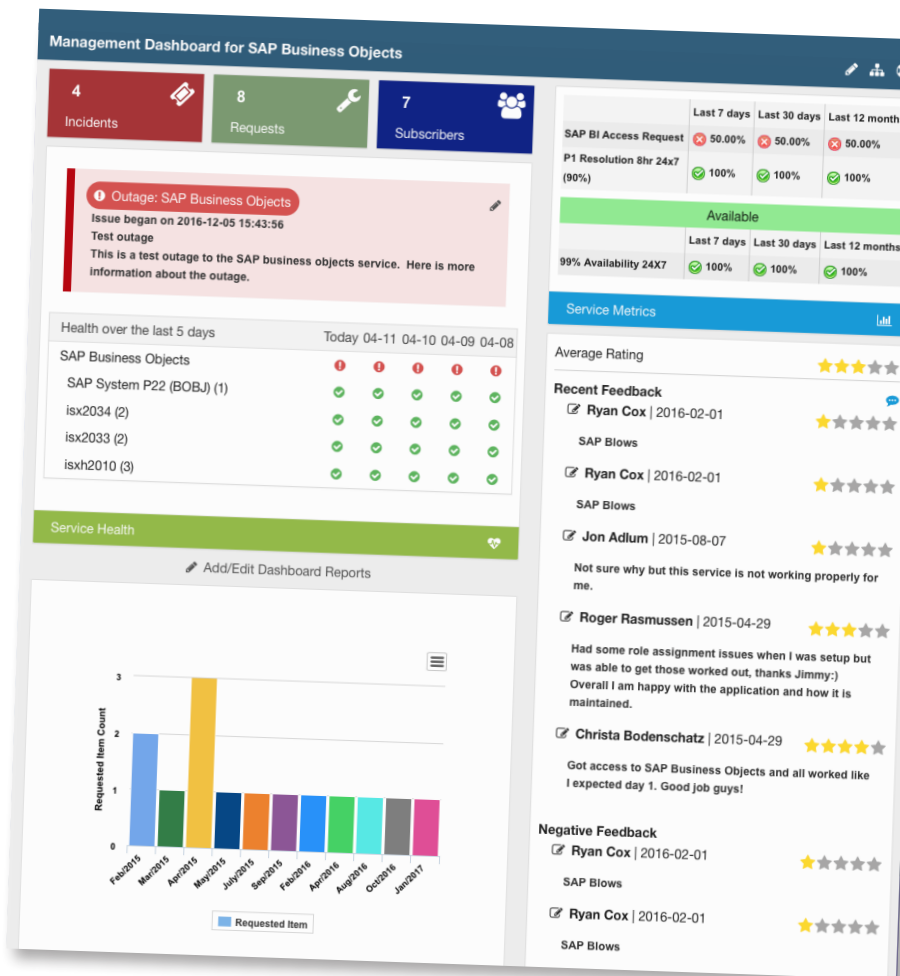 Management Dashboard for SAP Business Objects
4
Incidents
8
Requests
7
Subscribers
Outage: SAP Business Objects
Issue began on 2016-12-05 15:43:56
Test outage
This is a test outage to the SAP business objects service. Here is more
information about the outage.
Health over the last 5 days Today 04-11 04-10 04-09 04-08
SAP Business Objects
SAP System P22 (BOBJ) (1)
isx2034 (2)
isx2033 (2)
isxh2010 (3)
Service Health
Add/Edit Dashboard Reports
Requested Item Count
3
2
1
0
Feb/2015 Mar/2015 Apr/2015 May/2015 July/2015 Sep/2015 Feb/2016 Apr/2016 Aug/2016 Oct/2016 Jan/2017
Requested Item
Last 7 days Last 30 days Last 12 month
SAP BI Access Request 50.00% 50.00% 50.00%
P1 Resolution 8hr 24x7
(90%) 100% 100% 100%
Available
Last 7 days Last 30 days Last 12 months
99% Availability 24X7 100% 100% 100%
Service Metrics
Average Rating
Recent Feedback
Ryan Cox | 2016-02-01
SAP Blows
Ryan Cox | 2016-02-01
SAP Blows
Jon Adlum | 2015-08-07
Not sure why but this service is not working properly for
me.
Roger Rasmussen | 2015-04-29
Had some role assignment issues when I was setup but
was able to get those worked out, thanks Jimmy:)
Overall I am happy with the application and how it is
maintained.
Christa Bodenschatz | 2015-04-29
Got access to SAP Business Objects and all worked like
I expected day 1. Good job guys!
Negative Feedback
Ryan Cox | 2016-02-01
SAP Blows
Ryan Cox | 2016-02-01
SAP Blows